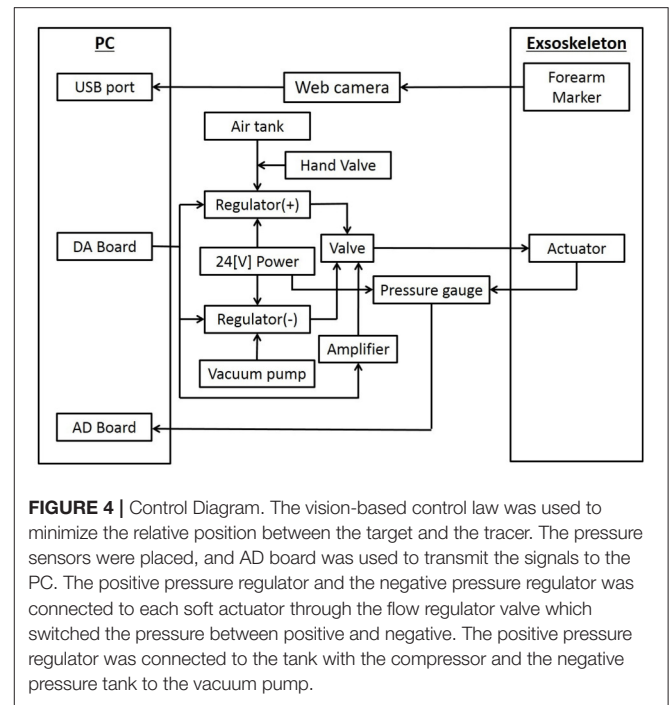 PC
Exsoskeleton
USB port
Web camera
Forearm
Marker
Air tank
Hand Valve
Regulator(+)
DA Board
Valve
Actuator
24[V] Power
Pressure gauge
Regulator(-)
Amplifier
Vacuum pump
AD Board
FIGURE 4 | Control Diagram. The vision-based control law was used to
minimize the relative position between the target and the tracer. The pressure
sensors were placed, and AD board was used to transmit the signals to the
PC. The positive pressure regulator and the negative pressure regulator was
connected to each soft actuator through the flow regulator valve which
switched the pressure between positive and negative. The positive pressure
regulator was connected to the tank with the compressor and the negative
pressure tank to the vacuum pump.